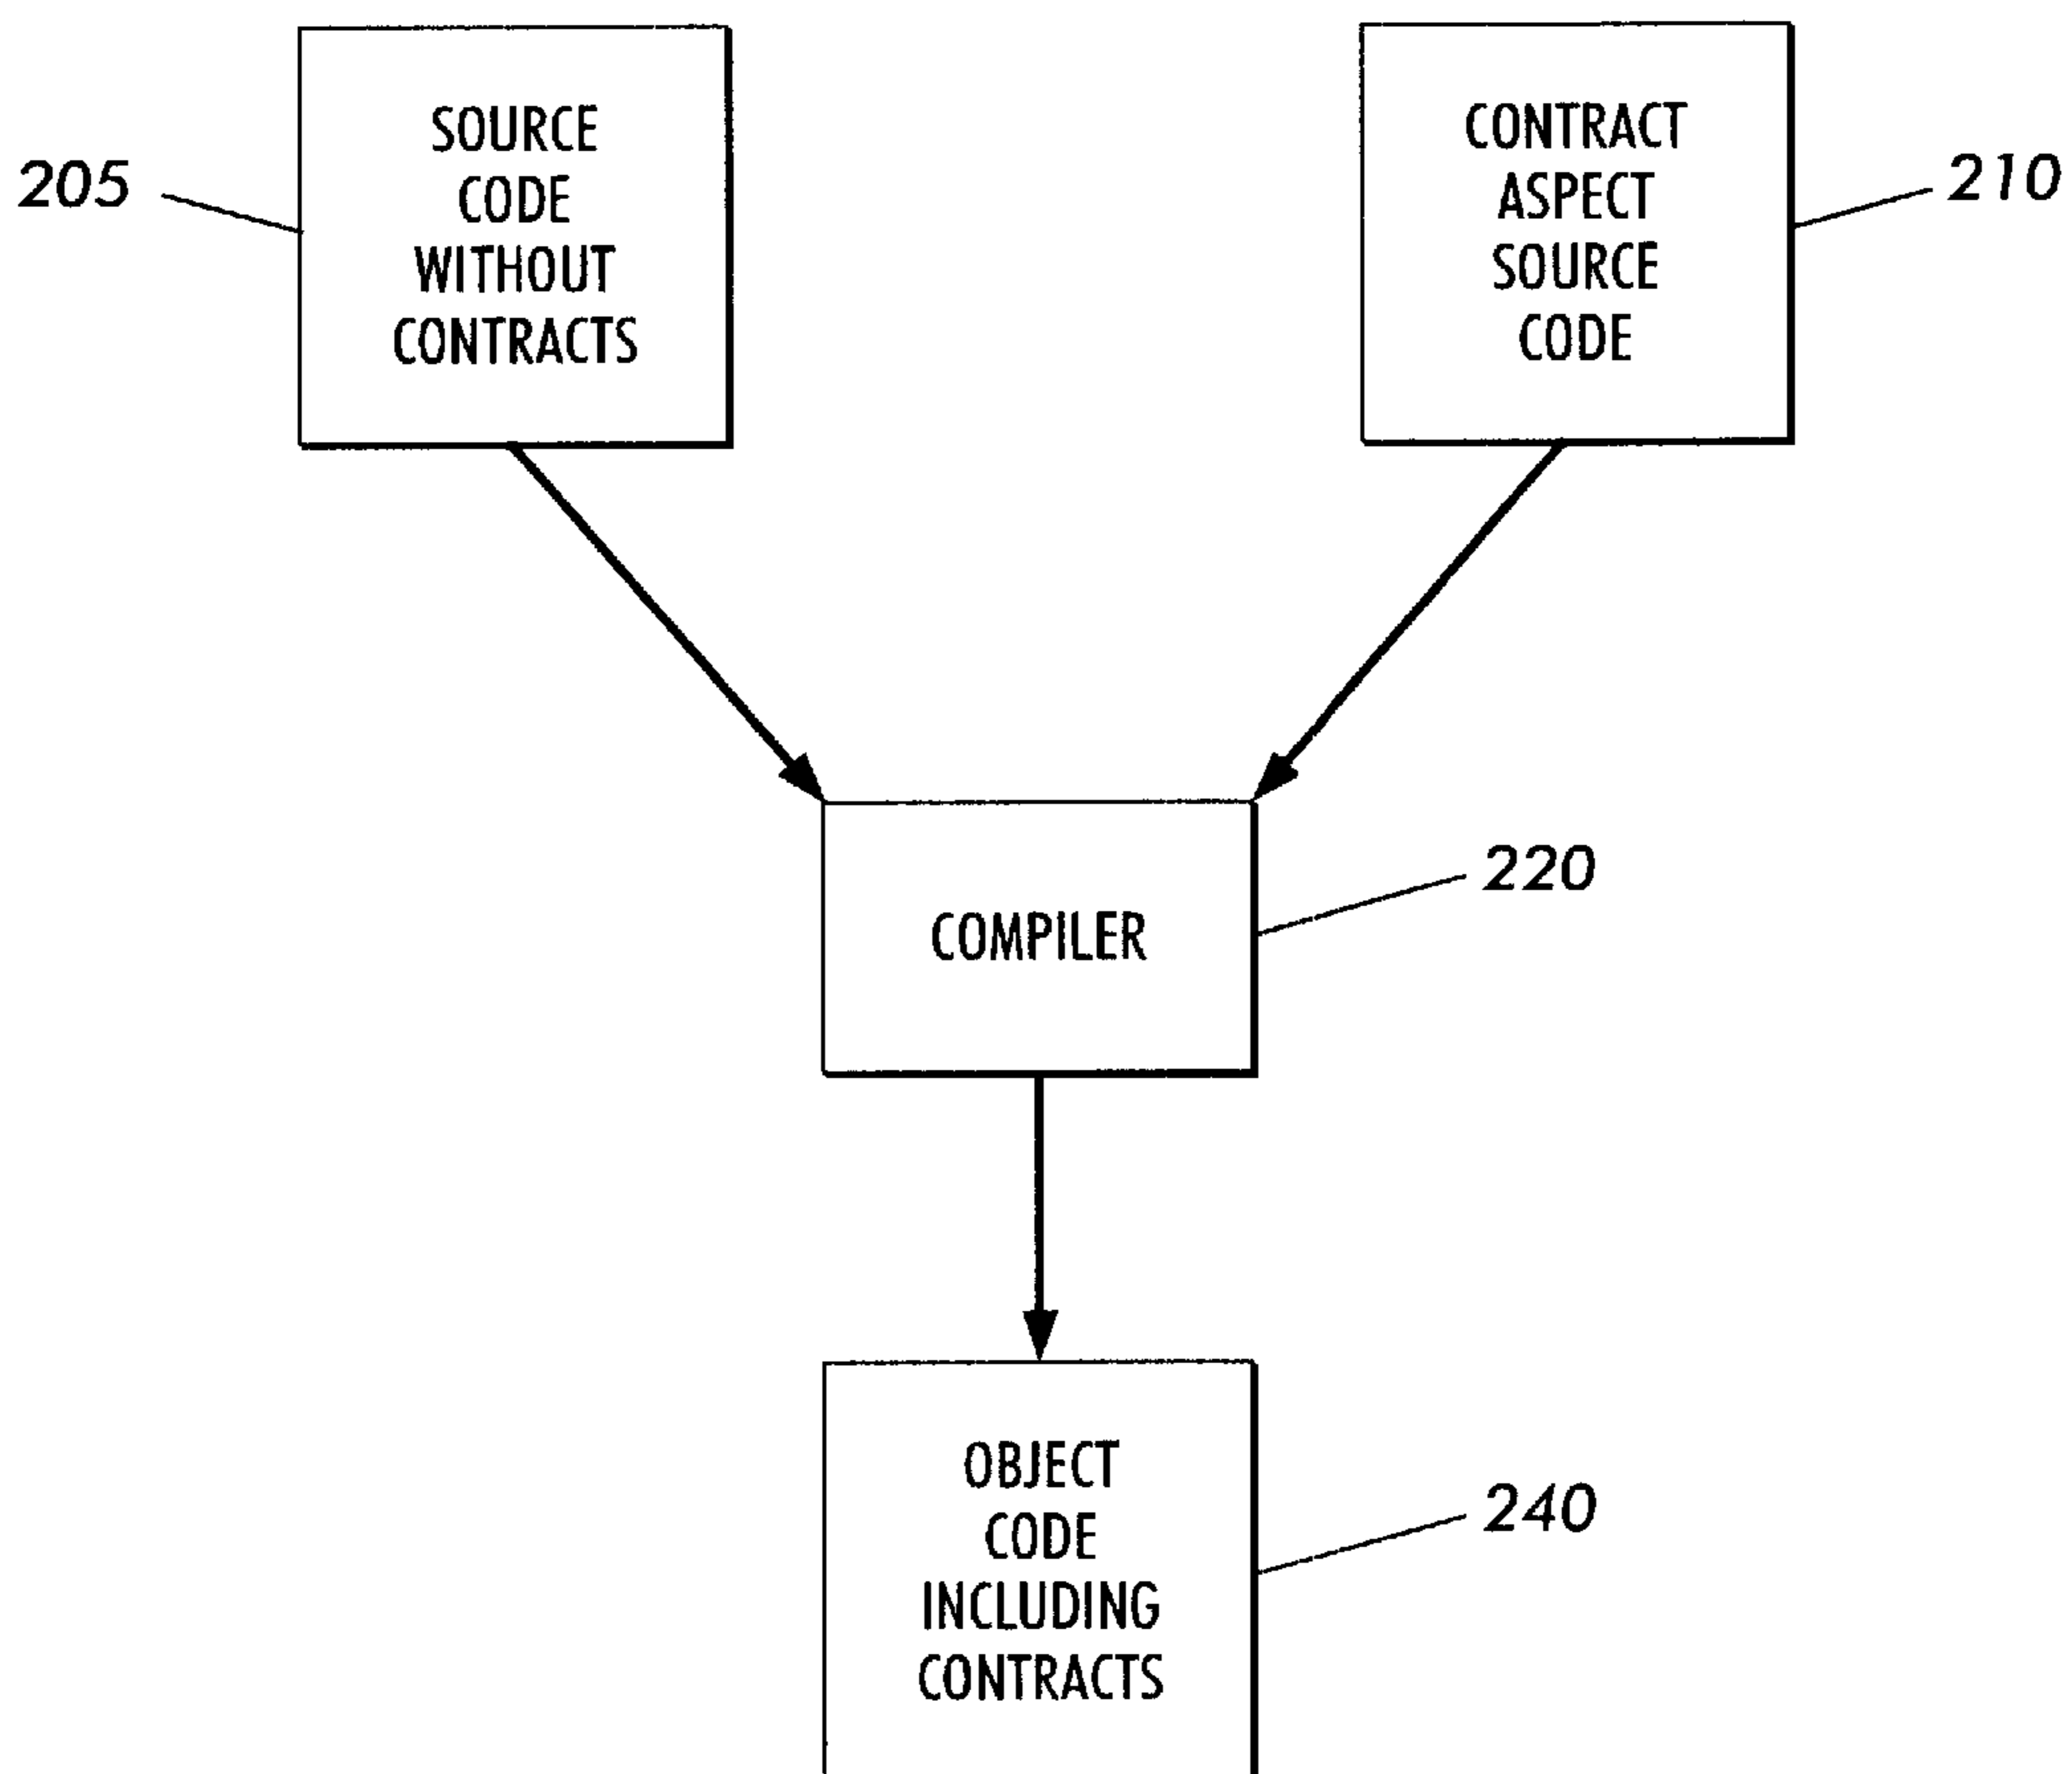 SOURCE
CODE
WITHOUT
CONTRACTS
205
CONTRACT
ASPECT
SOURCE
CODE
210
COMPILER
220
OBJECT
CODE
INCLUDING
CONTRACTS
240